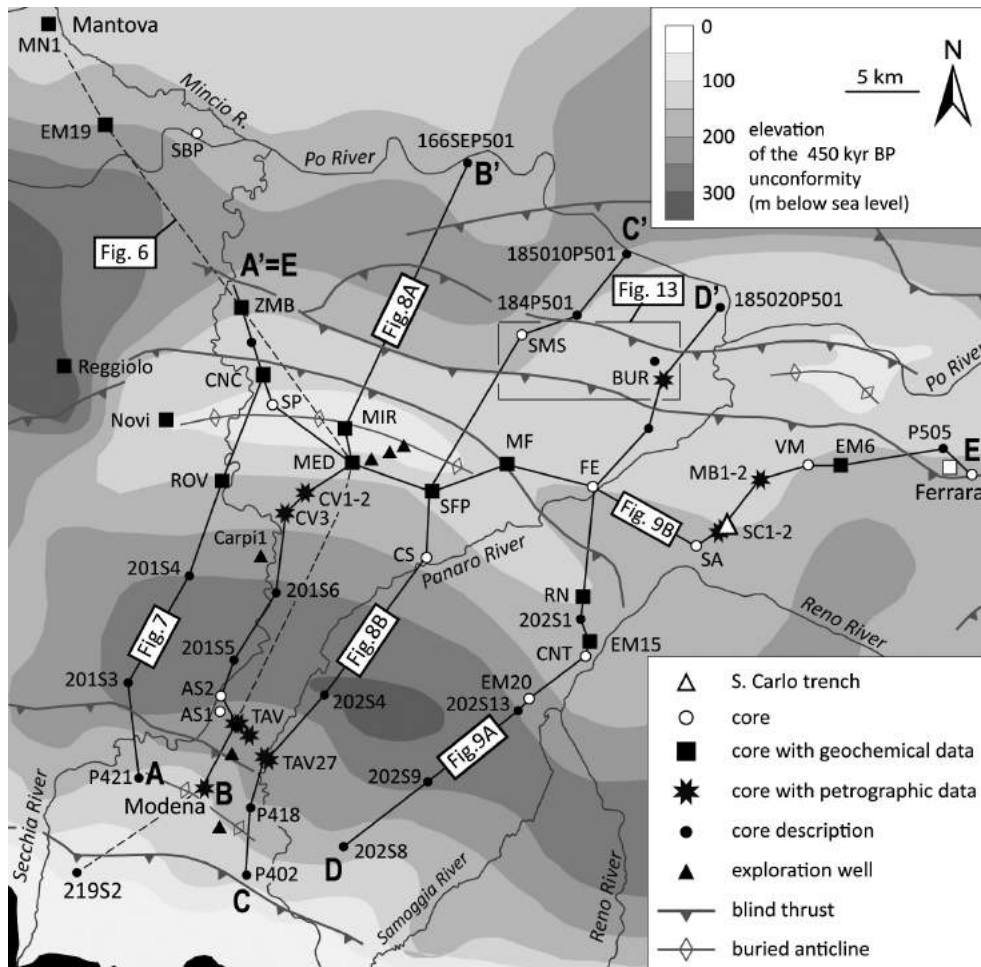 Mantova
MN1
Mincio R.
EM19
SBP
Po River
166SEP501
B’
Fig. 6
A’=E
ZMB
Fig.8A
C’
185010P501
184P501
Fig. 13
D’
185020P501
SMS
BUR
Reggiolo
CNC
SP
Novi
MIR
MED
ROV
CV1-2
CV3
Carpi1
SFP
MF
FE
CS
Panaro River
Po River
VM
EM6
P505
E
MB1-2
Ferrara
Fig. 9B
SC1-2
SA
Reno River
201S4
201S6
Fig.7
Fig.8B
RN
202S1
EM15
CNT
201S3
201S5
AS2
AS1
TAV
202S4
EM20
202S13
TAV27
Fig.9A
P421
A
Modena
B
P418
202S9
Secchia River
219S2
C
P402
D
202S8
Samoggia River
Reno River
0
100
200
300
5 km
N
elevation
of the 450 kyr BP
unconformity
(m below sea level)
S. Carlo trench
core
core with geochemical data
core with petrographic data
core description
exploration well
blind thrust
buried anticline